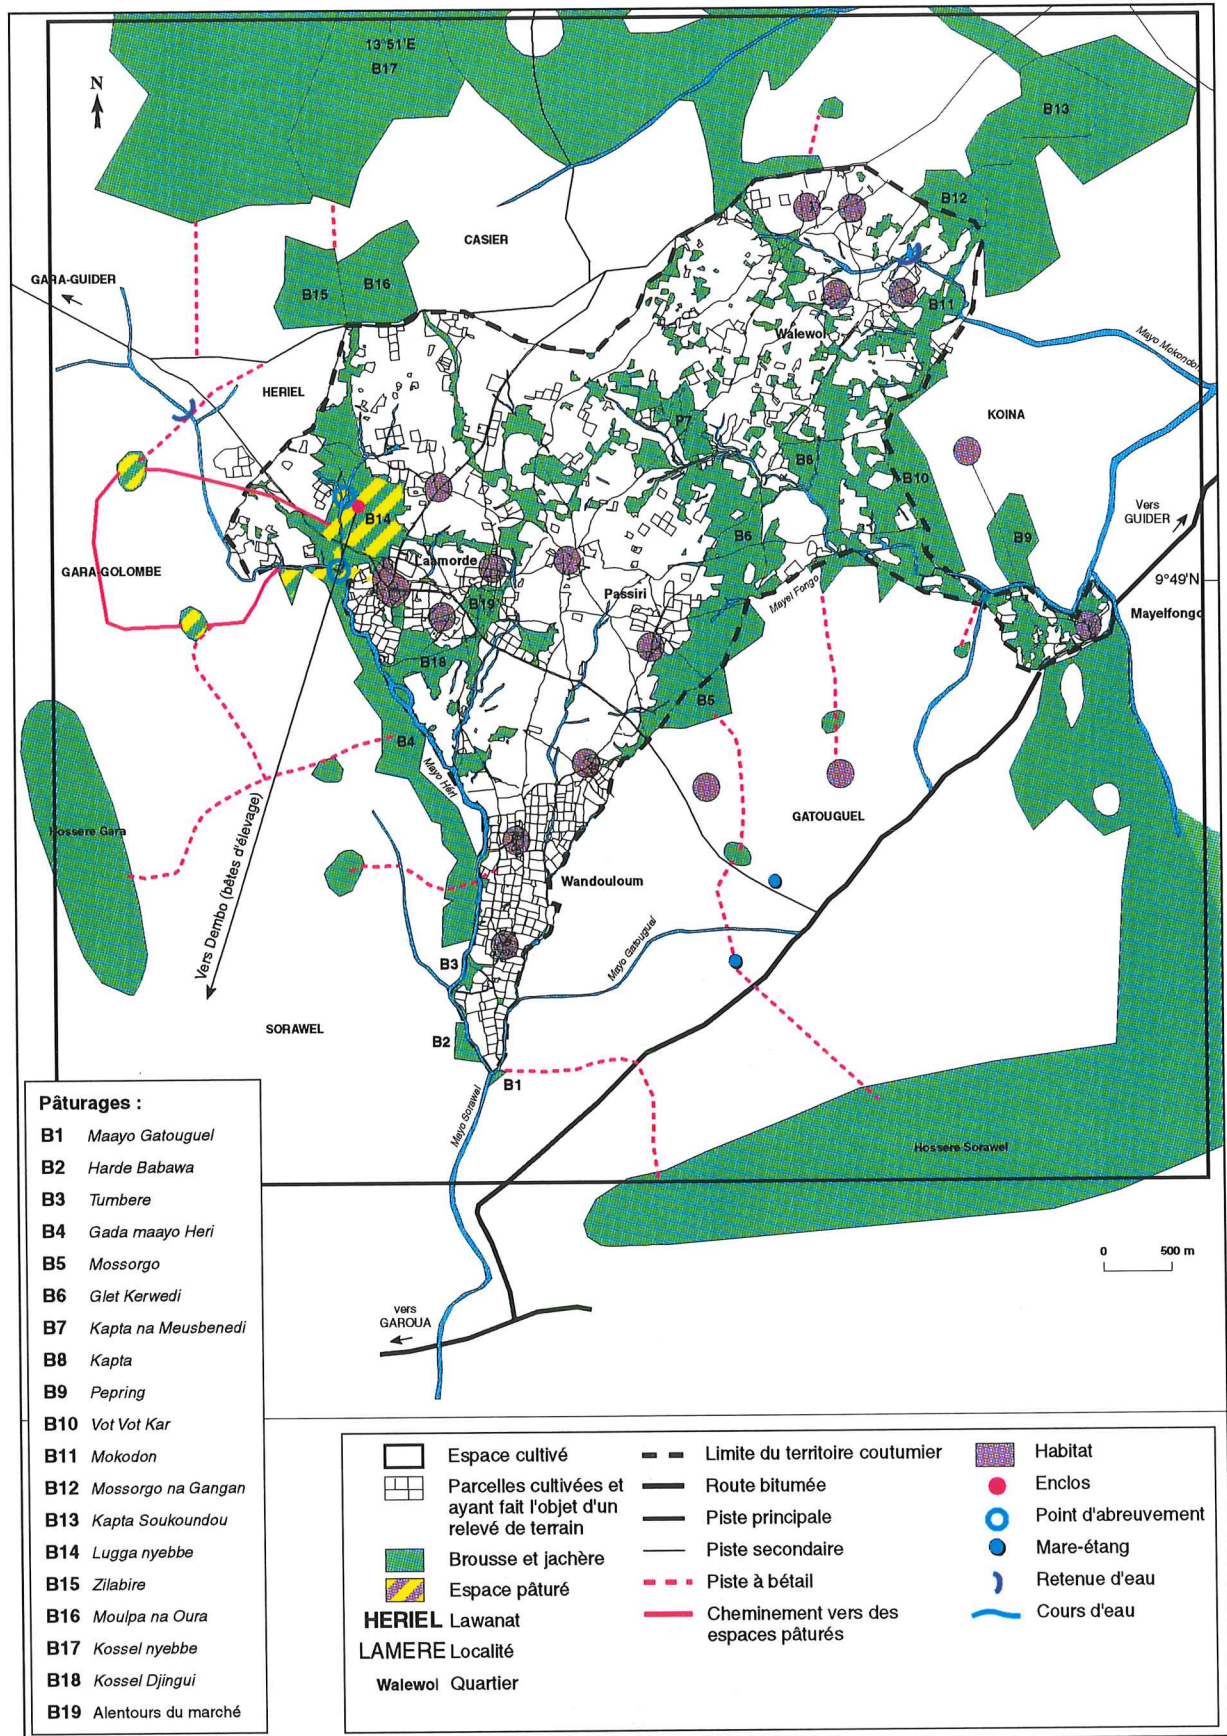 13°51'E
B17
N
B13
B12
CASIER
GARA-GUIDER
B15
B16
B11
Walewol
Mayo Mokondon
HERIEL
P7
KOINA
B8
B10
Vers
GUIDER
B14
B9
B6
Laamorde
GARA-GOLOMBE
Passiri
Mayel Fongo
9°49'N
B19
Mayelfongo
B18
B5
B4
Mayo Héri
GATOUGUEL
Hossere Gara
Wandouloum
Vers Dembo (bêtes d'élevage)
Mayo Gatouguel
B3
SORAWEL
B2
B1
Mayo Sorawel
Hossere Sorawel
0 500 m
vers
GAROUA
Pâturages :
B1 Maayo Gatouguel
B2 Harde Babawa
B3 Tumbere
B4 Gada maayo Heri
B5 Mossorgo
B6 Glet Kerwedi
B7 Kapta na Meusbenedi
B8 Kapta
B9 Pepring
B10 Vot Vot Kar
B11 Mokodon
B12 Mossorgo na Gangan
B13 Kapta Soukoundou
B14 Lugga nyebbe
B15 Zilabire
B16 Moulpa na Oura
B17 Kossel nyebbe
B18 Kossel Djingui
B19 Alentours du marché
Espace cultivé
Parcelles cultivées et
ayant fait l'objet d'un
relevé de terrain
Brousse et jachère
Espace pâturé
HERIEL Lawanat
LAMERE Localité
Walewol Quartier
Limite du territoire coutumier
Route bitumée
Piste principale
Piste secondaire
Piste à bétail
Cheminement vers des
espaces pâturés
Habitat
Enclos
Point d'abreuvement
Mare-étang
Retenue d'eau
Cours d'eau